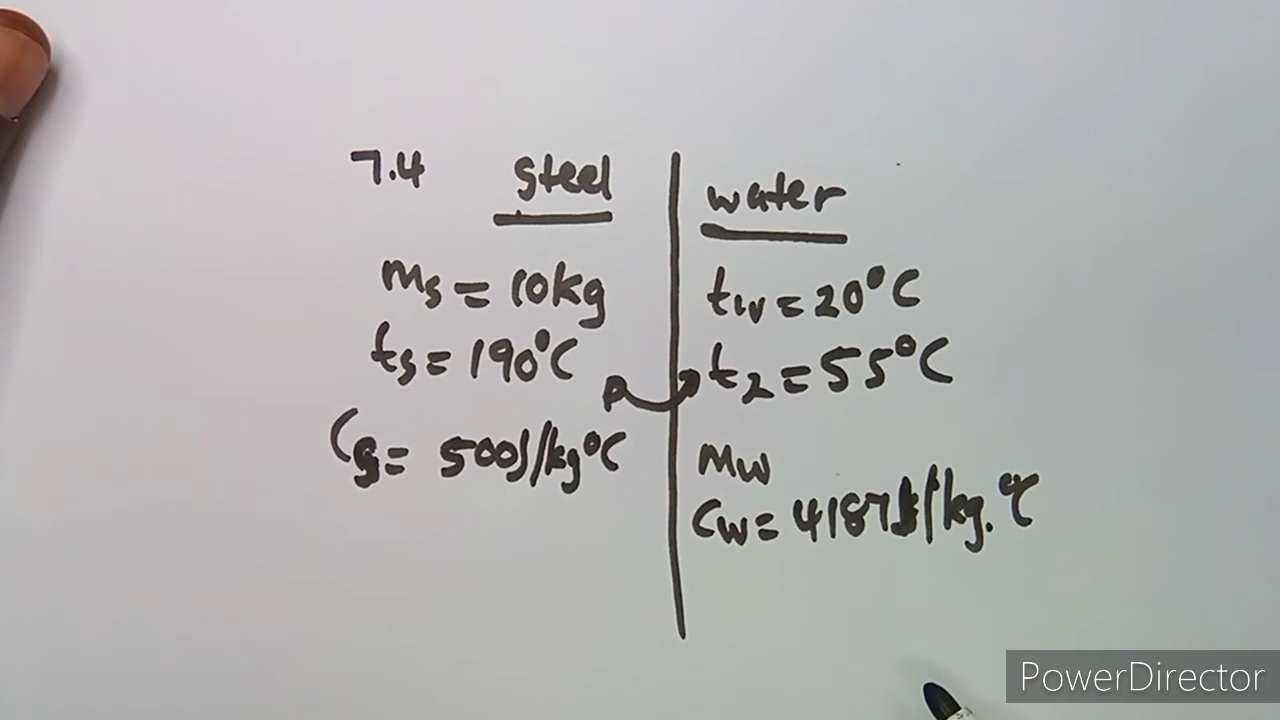 7.4 steel
ms = 10kg
ts = 190°C
Cs = 500J/kg°C
water
tw = 20°C
t2 = 55°C
mw
Cw = 4187J/kg.°C
PowerDirector